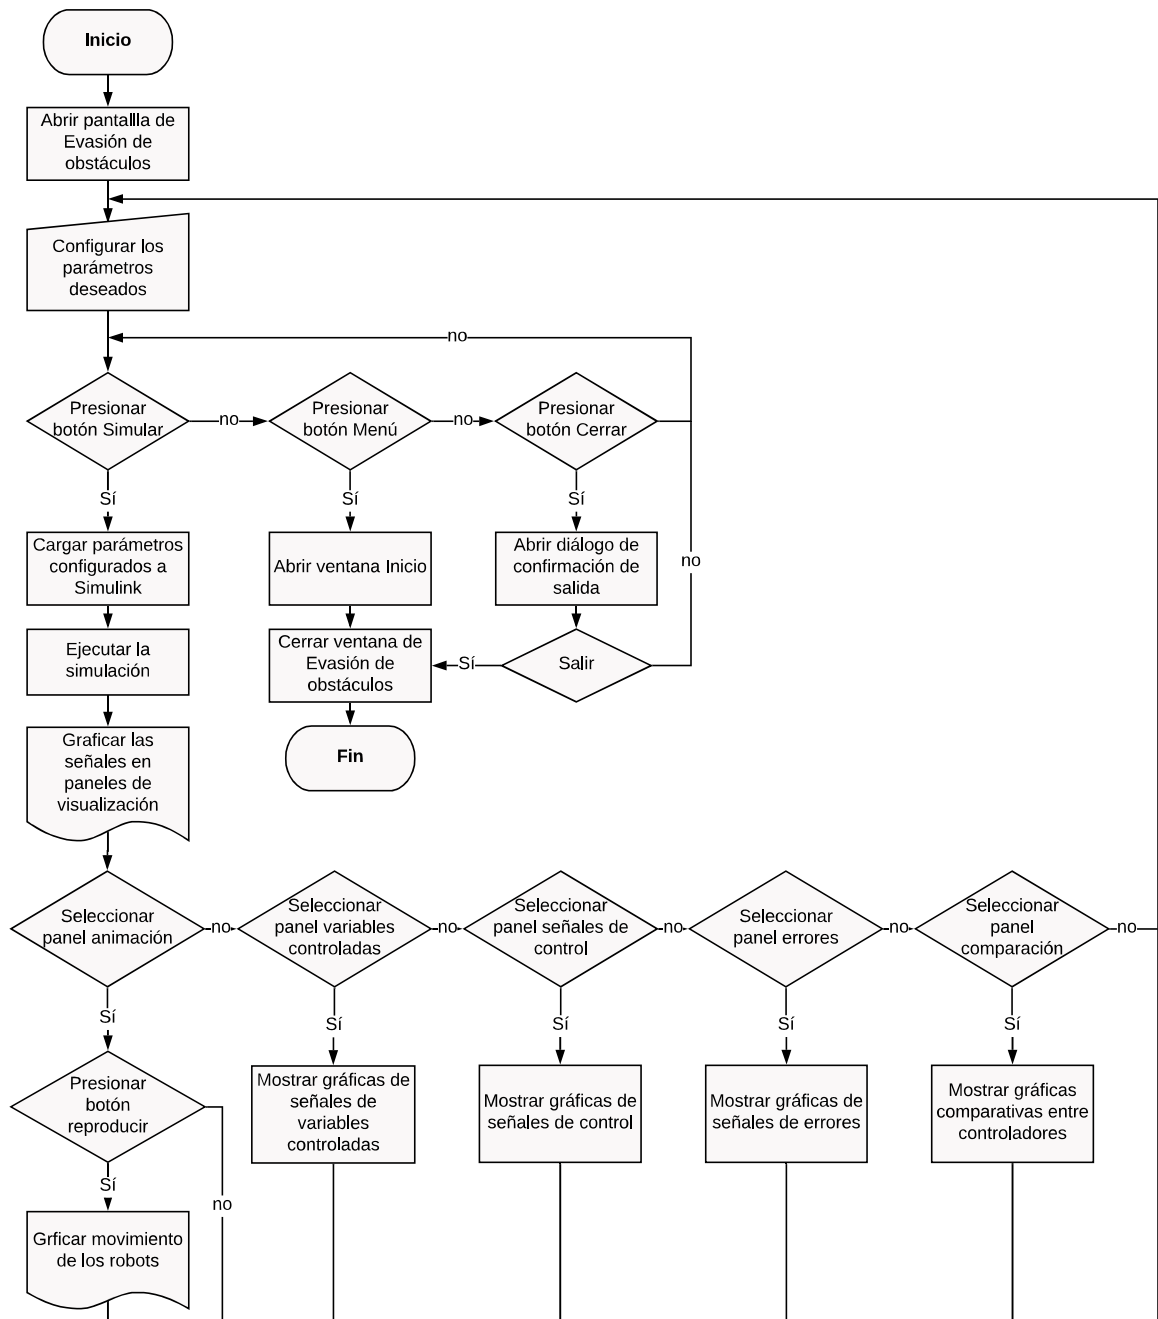 Inicio
Abrir pantallla de
Evasión de
obstáculos
Configurar los
parámetros
deseados
no
Presionar
botón Simular
no
Presionar
botón Menú
no
Presionar
botón Cerrar
Sí
Sí
Sí
Cargar parámetros
configurados a
Simulink
Abrir ventana Inicio
Abrir diálogo de
confirmación de
salida
no
Ejecutar la
simulación
Cerrar ventana de
Evasión de
obstáculos
Sí
Salir
Graficar las
señales en
paneles de
visualización
Fin
Seleccionar
panel animación
no
Seleccionar
panel variables
controladas
no
Seleccionar
panel señales de
control
no
Seleccionar
panel errores
no
Seleccionar
panel
comparación
no
Sí
Sí
Sí
Sí
Sí
Presionar
botón
reproducir
Mostrar gráficas de
señales de
variables
controladas
Mostrar gráficas de
señales de control
Mostrar gráficas de
señales de errores
Mostrar gráficas
comparativas entre
controladores
Sí
no
Grficar movimiento
de los robots